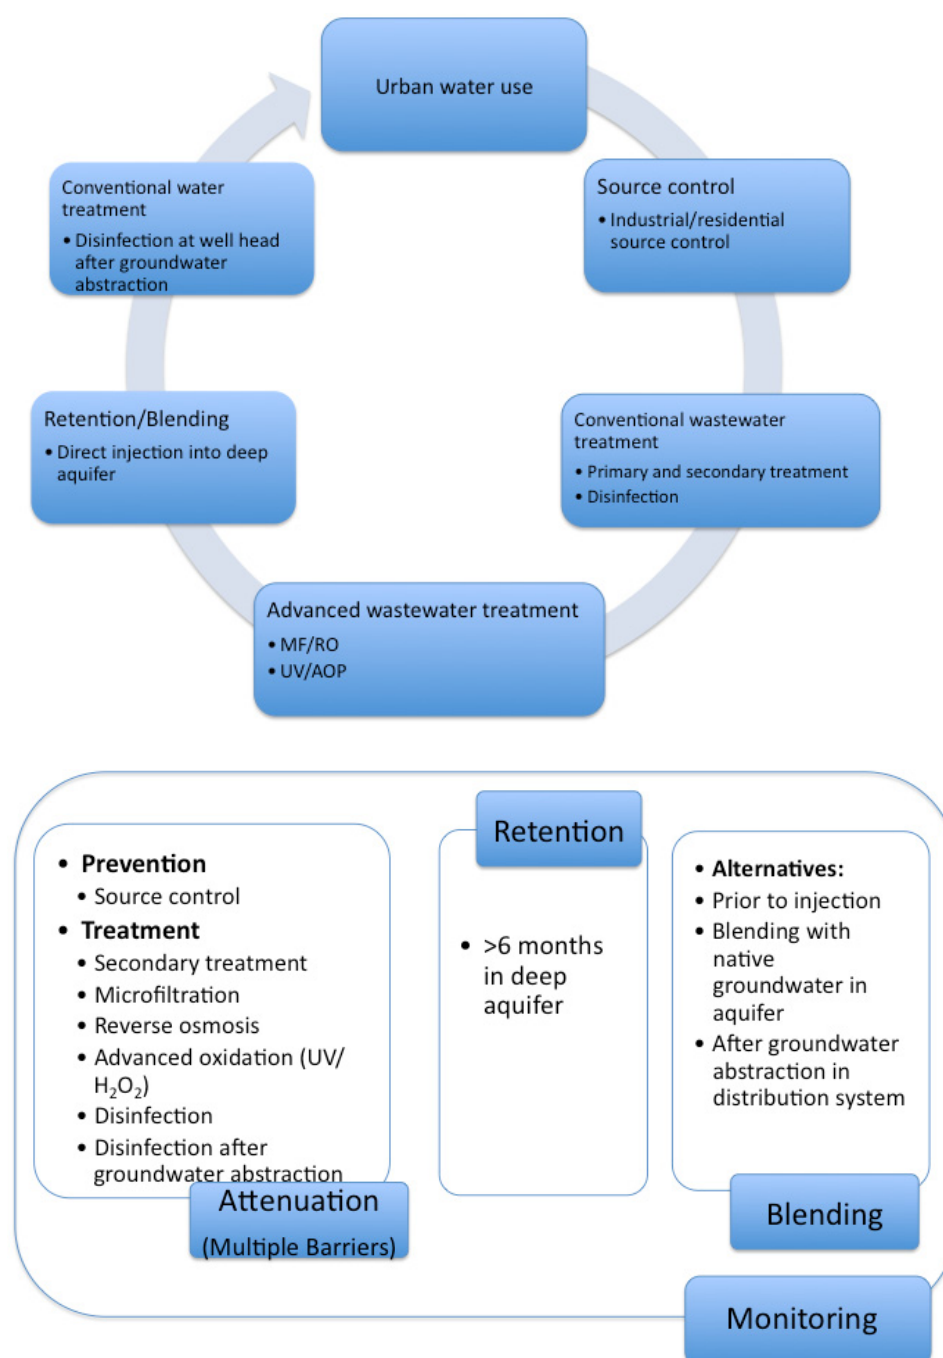 Urban water use
Source control
• Industrial/residential
source control
Conventional wastewater
treatment
• Primary and secondary treatment
• Disinfection
Advanced wastewater treatment
• MF/RO
• UV/AOP
Retention/Blending
• Direct injection into deep
aquifer
Conventional water
treatment
• Disinfection at well head
after groundwater
abstraction
• Prevention
• Source control
• Treatment
• Secondary treatment
• Microfiltration
• Reverse osmosis
• Advanced oxidation (UV/
H₂O₂)
• Disinfection
• Disinfection after
groundwater abstraction
Attenuation
(Multiple Barriers)
Retention
• >6 months
in deep
aquifer
• Alternatives:
• Prior to injection
• Blending with
native
groundwater in
aquifer
• After groundwater
abstraction in
distribution system
Blending
Monitoring